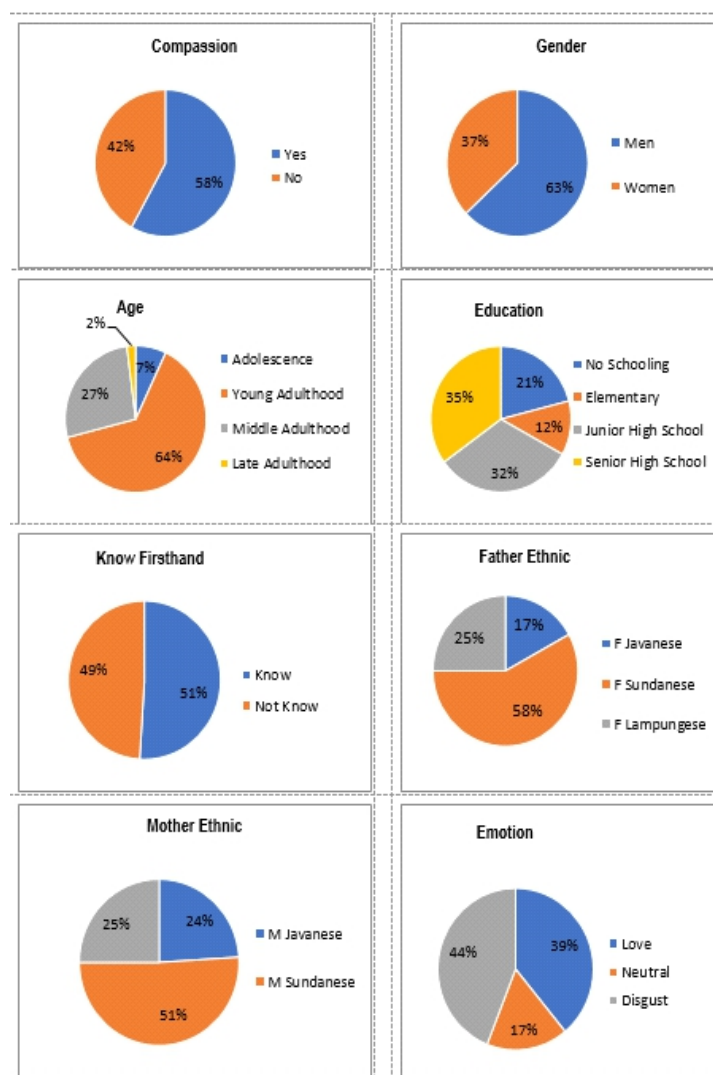 Compassion
42%
58%
Yes
No
Gender
37%
63%
Men
Women
Age
2%
7%
27%
64%
Adolescence
Young Adulthood
Middle Adulthood
Late Adulthood
Education
35%
21%
12%
32%
No Schooling
Elementary
Junior High School
Senior High School
Know Firsthand
49%
51%
Know
Not Know
Father Ethnic
25%
17%
58%
F Javanese
F Sundanese
F Lampungese
Mother Ethnic
25%
24%
51%
M Javanese
M Sundanese
Emotion
44%
39%
17%
Love
Neutral
Disgust